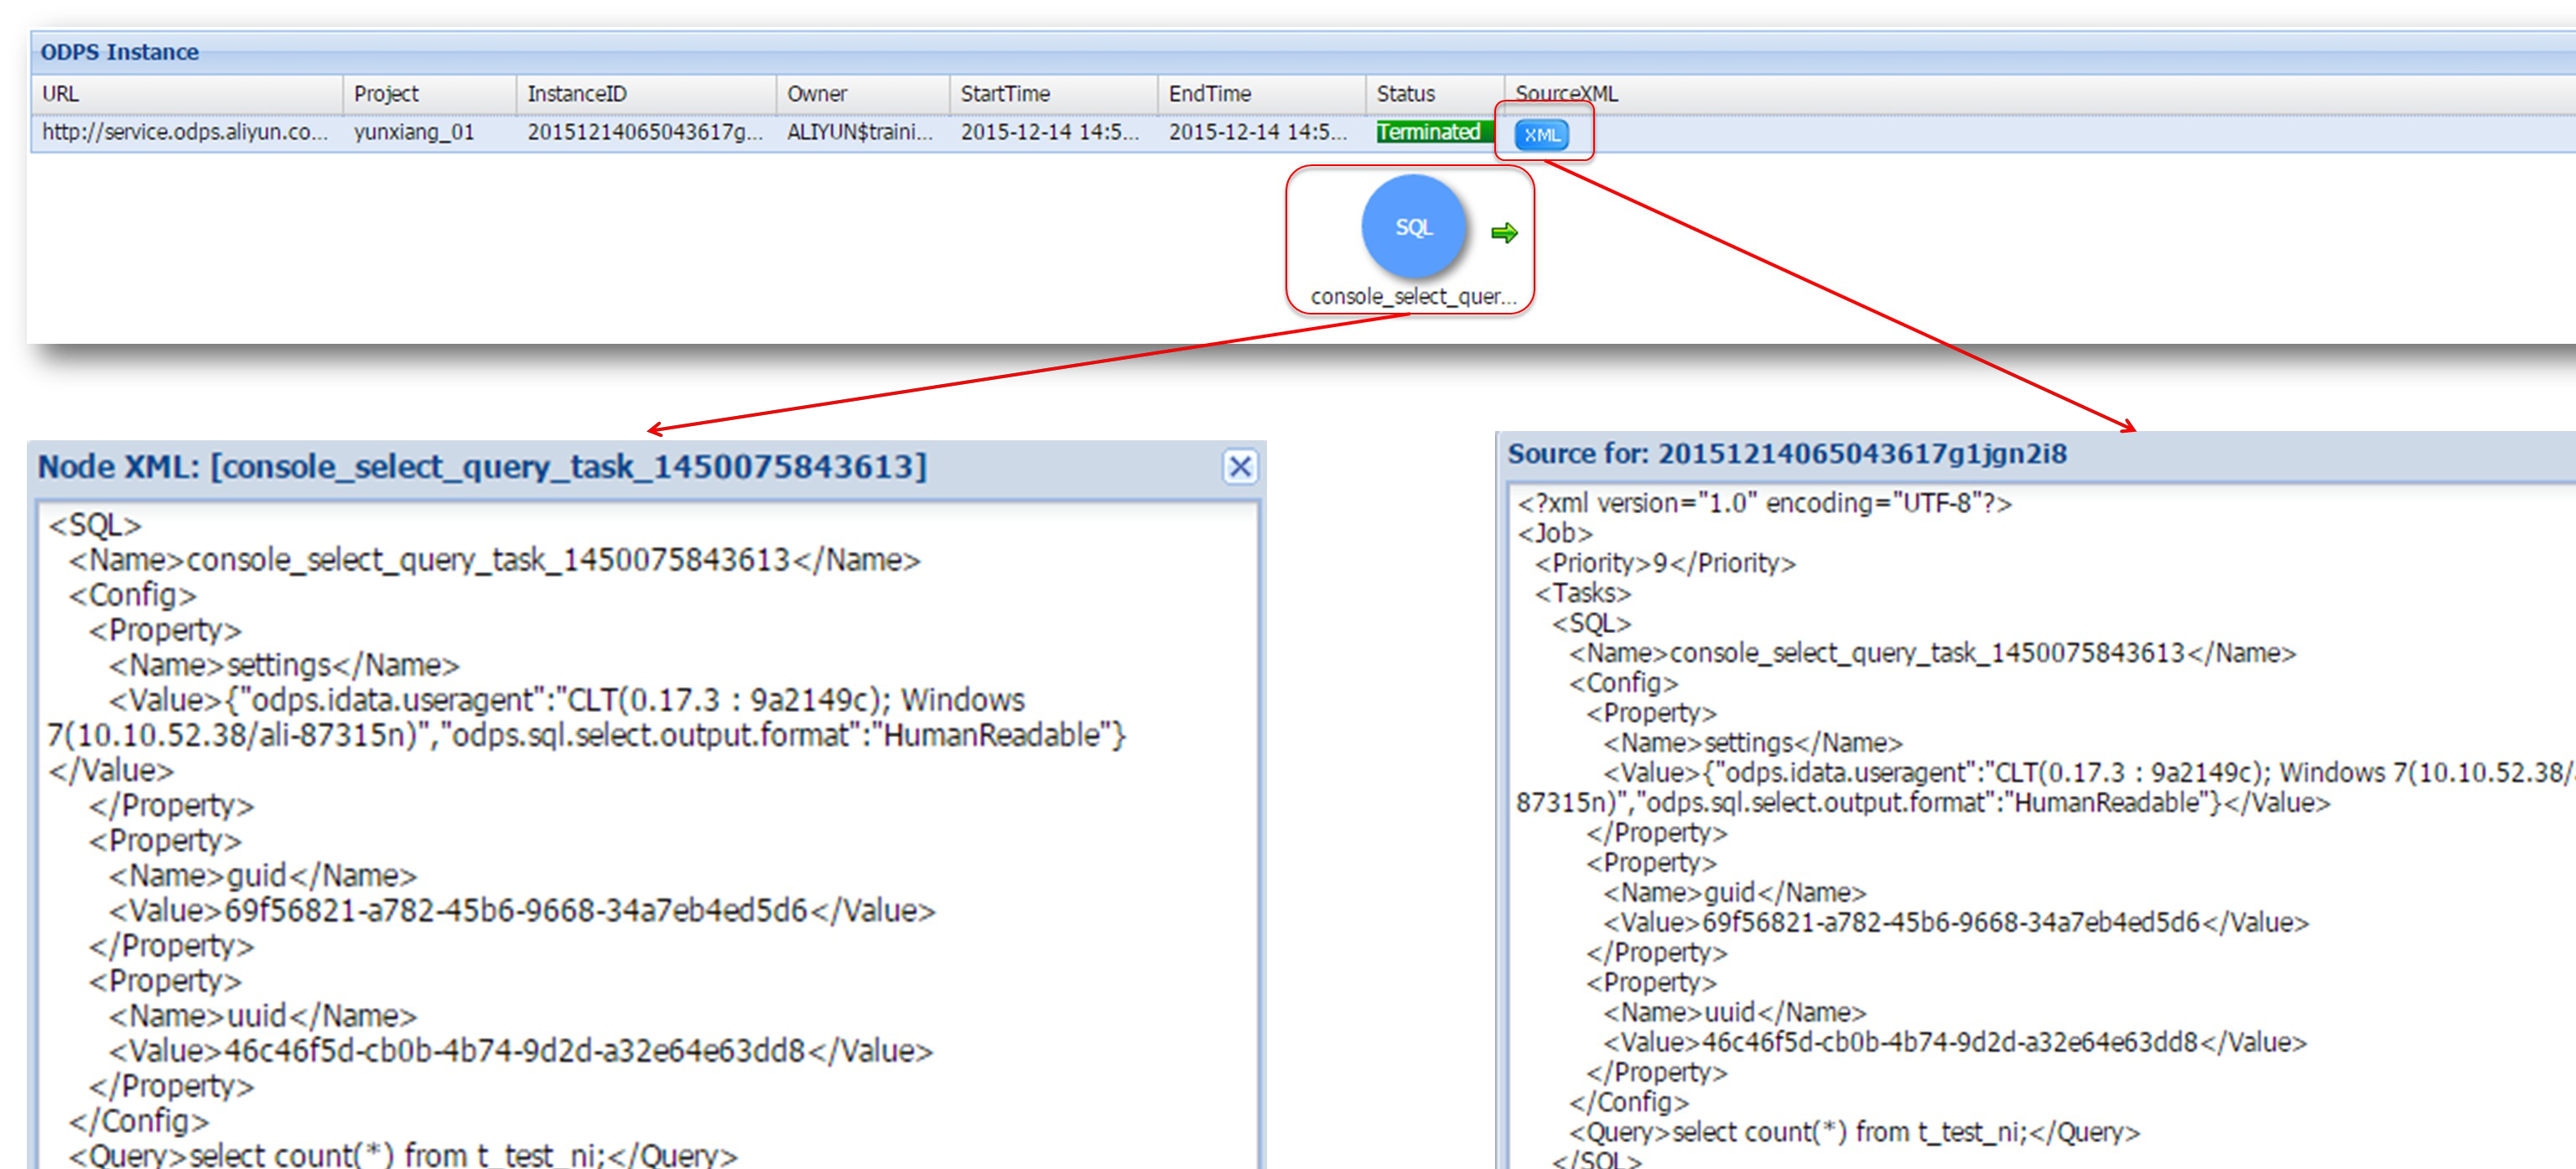 ODPS Instance
URL Project InstanceID Owner StartTime EndTime Status SourceXML
http://service.odps.aliyun.co... yunxiang_01 20151214065043617g... ALIYUN$traini... 2015-12-14 14:5... 2015-12-14 14:5... Terminated XML
SQL
console_select_quer...
Node XML: [console_select_query_task_1450075843613]
<SQL>
<Name>console_select_query_task_1450075843613</Name>
<Config>
<Property>
<Name>settings</Name>
<Value>{"odps.idata.useragent":"CLT(0.17.3 : 9a2149c); Windows
7(10.10.52.38/ali-87315n)","odps.sql.select.output.format":"HumanReadable"}
</Value>
</Property>
<Property>
<Name>guid</Name>
<Value>69f56821-a782-45b6-9668-34a7eb4ed5d6</Value>
</Property>
<Property>
<Name>uuid</Name>
<Value>46c46f5d-cb0b-4b74-9d2d-a32e64e63dd8</Value>
</Property>
</Config>
<Query>select count(*) from t_test_ni;</Query>
Source for: 20151214065043617g1jgn2i8
<?xml version="1.0" encoding="UTF-8"?>
<Job>
<Priority>9</Priority>
<Tasks>
<SQL>
<Name>console_select_query_task_1450075843613</Name>
<Config>
<Property>
<Name>settings</Name>
<Value>{"odps.idata.useragent":"CLT(0.17.3 : 9a2149c); Windows 7(10.10.52.38/
87315n)","odps.sql.select.output.format":"HumanReadable"}</Value>
</Property>
<Property>
<Name>guid</Name>
<Value>69f56821-a782-45b6-9668-34a7eb4ed5d6</Value>
</Property>
<Property>
<Name>uuid</Name>
<Value>46c46f5d-cb0b-4b74-9d2d-a32e64e63dd8</Value>
</Property>
</Config>
<Query>select count(*) from t_test_ni;</Query>
</SQL>